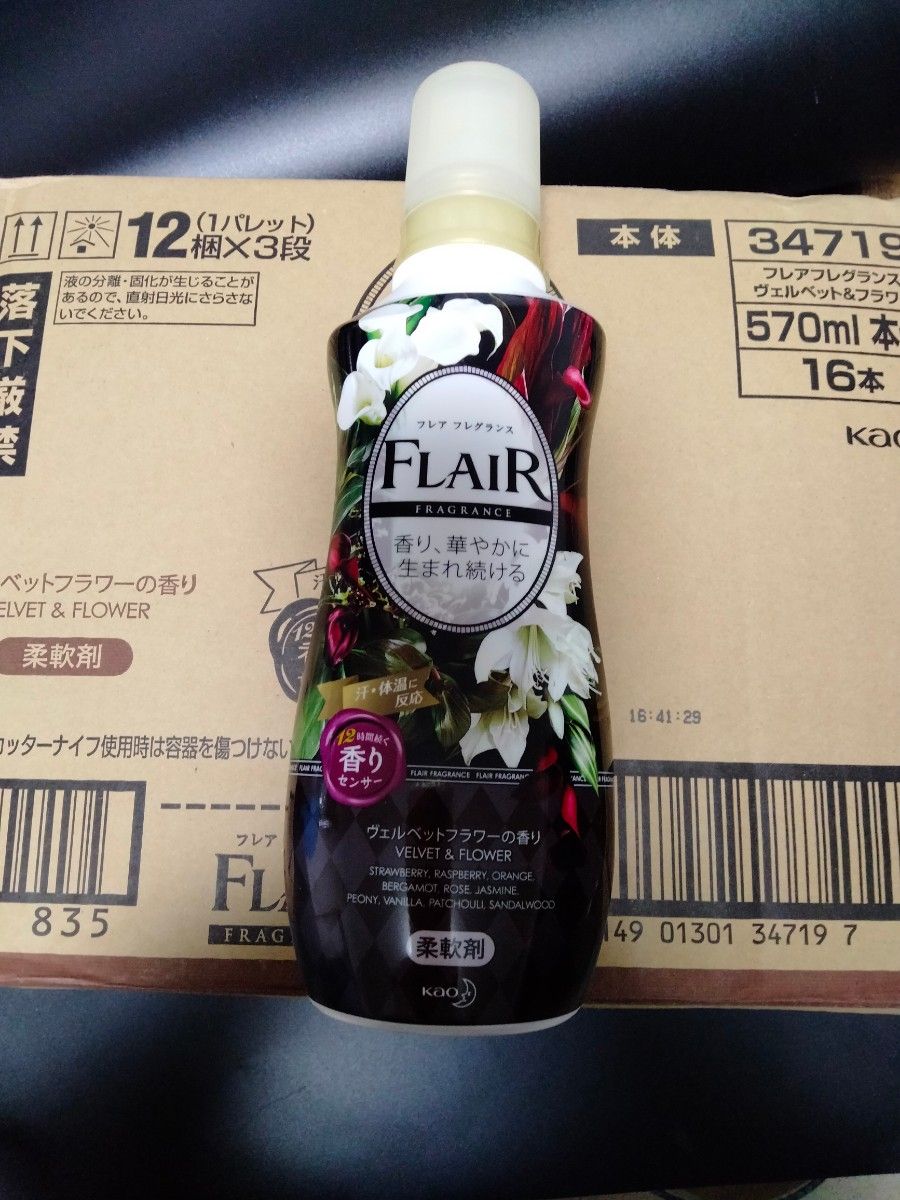 12
(1パレット)
梱×3段
液の分離・固化が生じることが
あるので、直射日光にさらさな
いでください。
落下厳禁
本体
34719
フレアフレグランス
ヴェルベット&フラワ
570ml 本
16本
Kao
フレア フレグランス
FLAIR
FRAGRANCE
香り、華やかに
生まれ続ける
ベットフラワーの香り
ELVET & FLOWER
柔軟剤
汗・体温に
反応
12時間続く
香り
センサー
FLAIR FRAGRANCE FLAIR FRAGRANC
16:41:29
カッターナイフ使用時は容器を傷つけない
ヴェルベットフラワーの香り
VELVET & FLOWER
STRAWBERRY, RASPBERRY, ORANGE,
BERGAMOT, ROSE, JASMINE,
PEONY, VANILLA, PATCHOULI, SANDALWOOD
柔軟剤
Kao
フレア
FL
FRAG
835
149 01301 34719 7